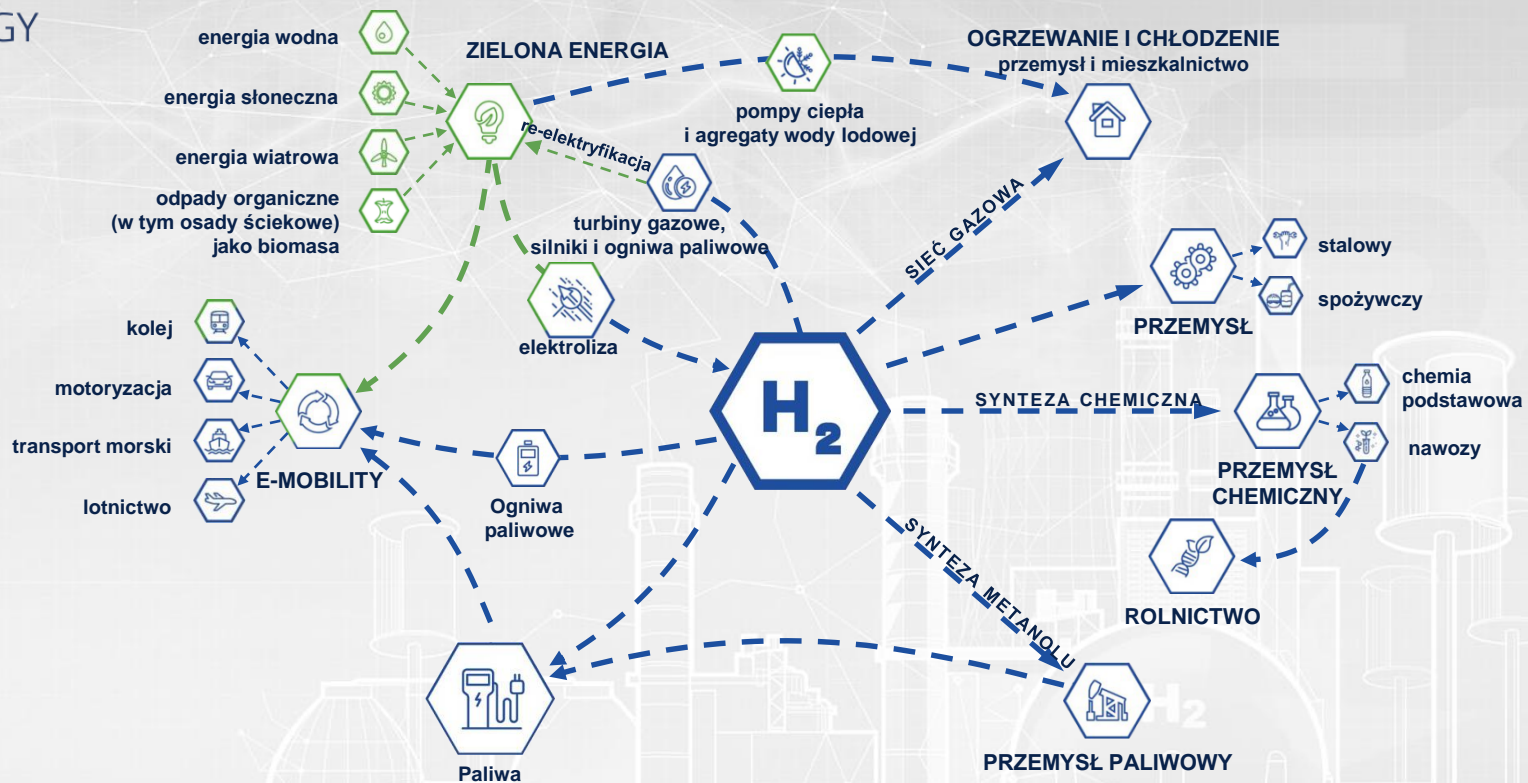 GY
energia wodna
energia słoneczna
energia wiatrowa
odpady organiczne
(w tym osady ściekowe)
jako biomasa
ZIELONA ENERGIA
re-elektryfikacja
pompy ciepła
i agregaty wody lodowej
OGRZEWANIE I CHŁODZENIE
przemysł i mieszkalnictwo
turbiny gazowe,
silniki i ogniwa paliwowe
SIEĆ GAZOWA
elektroliza
stalowy
spożywczy
PRZEMYSŁ
kolej
motoryzacja
transport morski
lotnictwo
E-MOBILITY
H2
SYNTEZA CHEMICZNA
chemia
podstawowa
nawozy
PRZEMYSŁ
CHEMICZNY
Ogniwa
paliwowe
SYNTEZA METANOLU
ROLNICTWO
H2
PRZEMYSŁ PALIWOWY
Paliwa